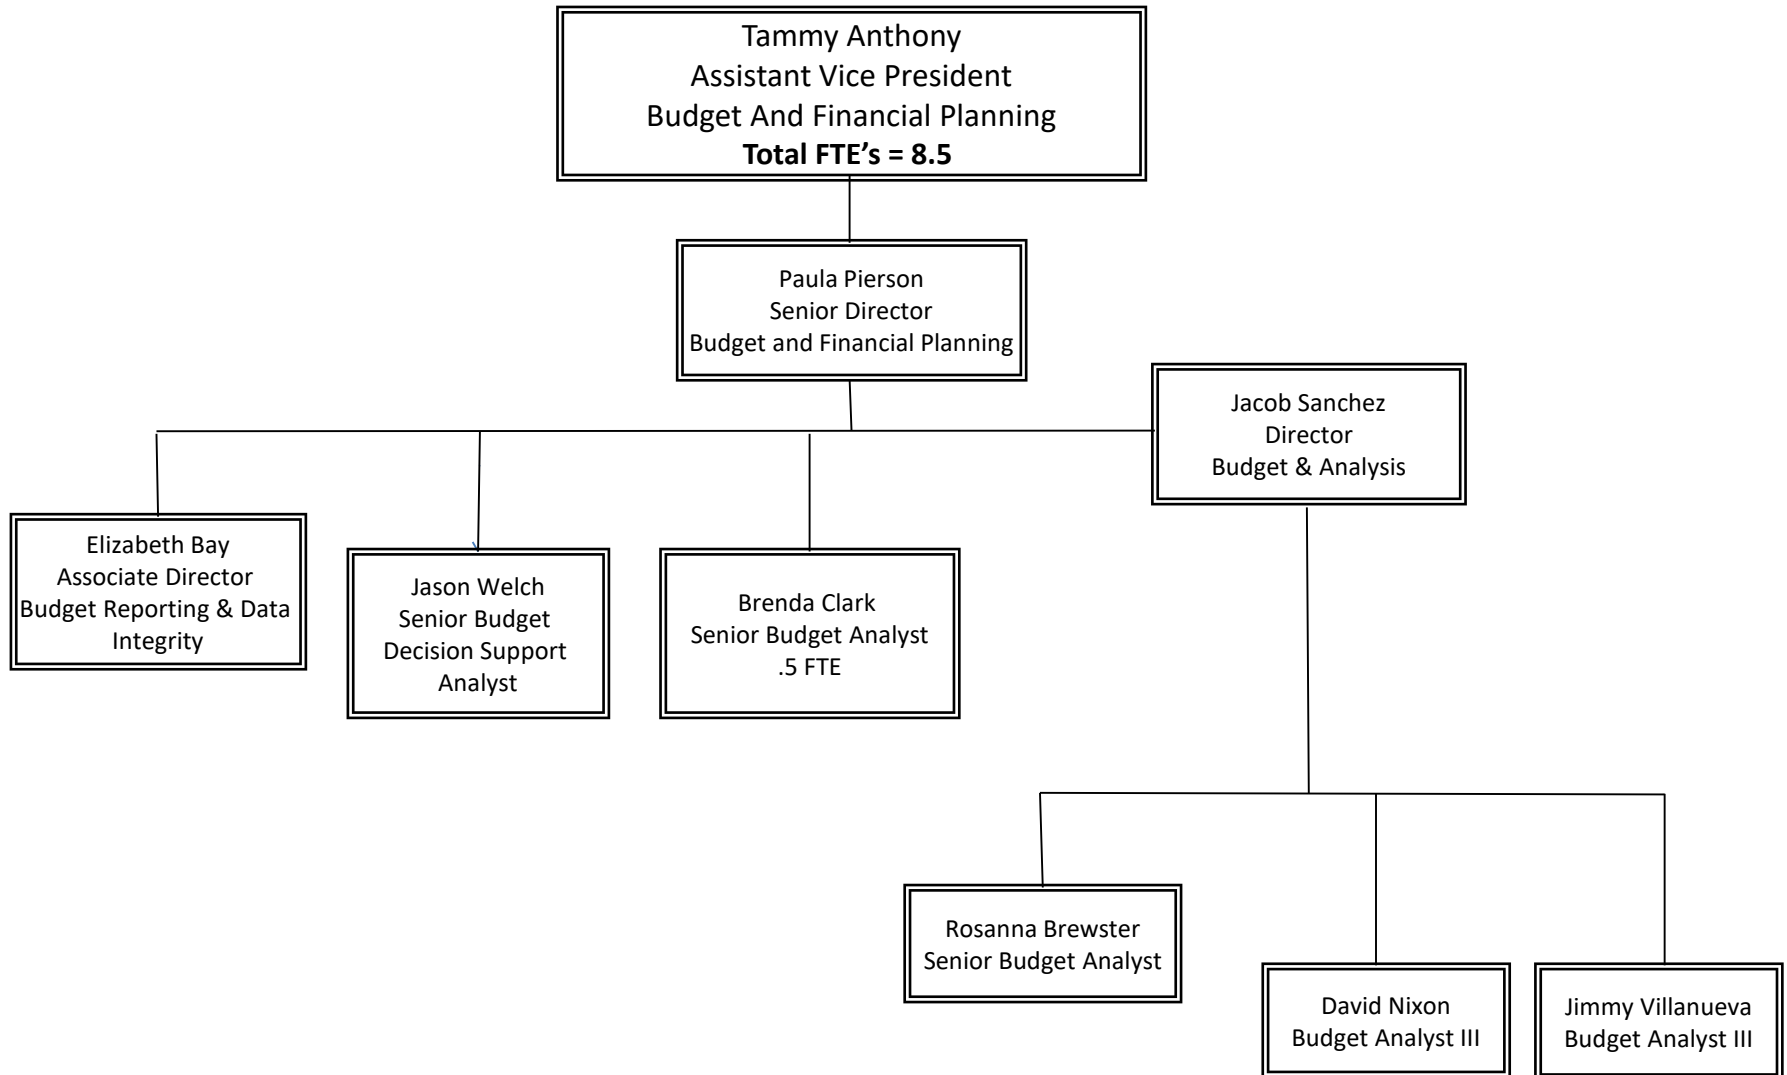 Tammy Anthony
Assistant Vice President
Budget And Financial Planning
Total FTE’s = 8.5
Paula Pierson
Senior Director
Budget and Financial Planning
Jacob Sanchez
Director
Budget & Analysis
Elizabeth Bay
Associate Director
Budget Reporting & Data
Integrity
Jason Welch
Senior Budget
Decision Support
Analyst
Brenda Clark
Senior Budget Analyst
.5 FTE
Rosanna Brewster
Senior Budget Analyst
David Nixon
Budget Analyst III
Jimmy Villanueva
Budget Analyst III